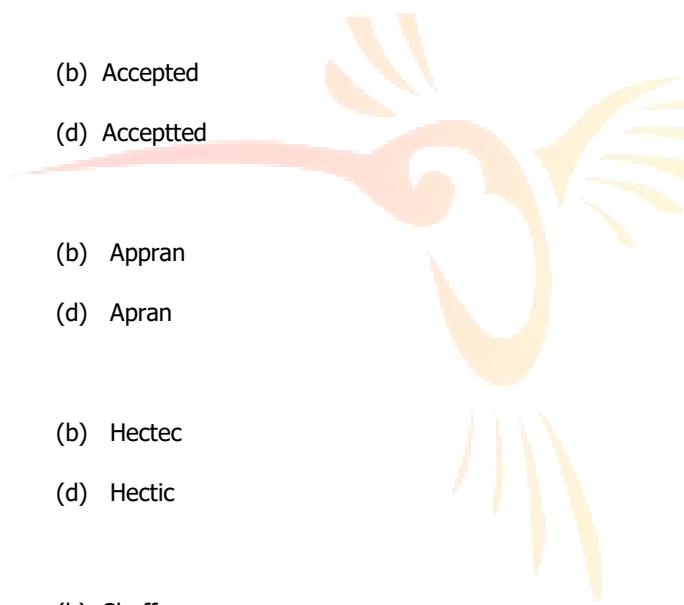 (b) Accepted
(d) Acceptted
(b) Appran
(d) Apran
(b) Hectec
(d) Hectic